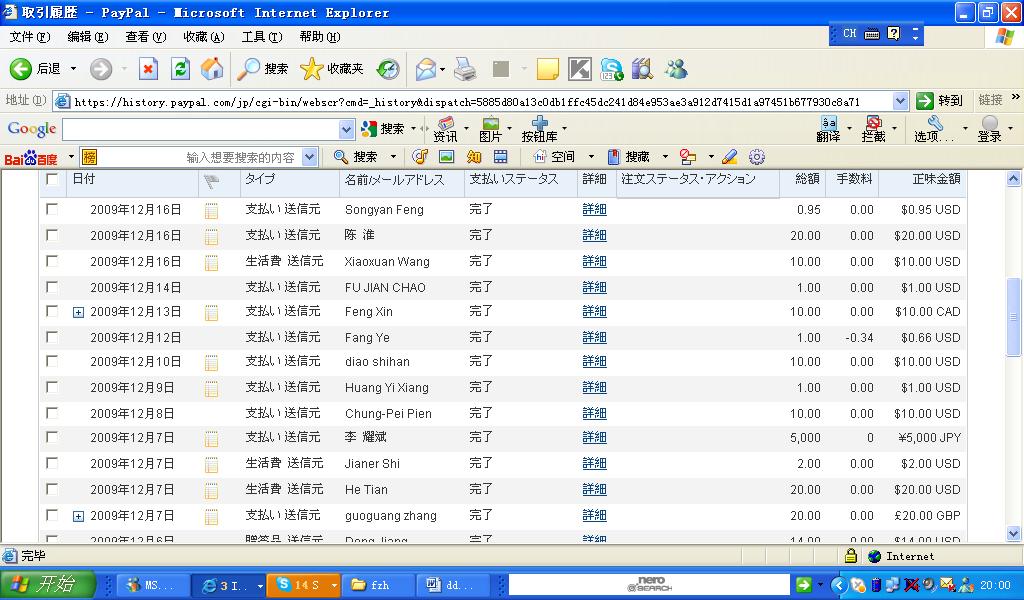 取引履歴 - PayPal - Microsoft Internet Explorer
文件(F) 编辑(E) 查看(V) 收藏(A) 工具(T) 帮助(H)
CH
后退 搜索 收藏夹
地址(D) https://history.paypal.com/jp/cgi-bin/webscr?cmd=_history&dispatch=5885d80a13c0db1ffc45dc241d84e953ae3a912d7415d1a97451b677930c8a71 转到 链接 »
Google 搜索 资讯 图片 按钮库 翻译 拦截 选项... 登录
Bai百度 榜 输入想要搜索的内容 搜索 知 hi 空间 搜藏
日付 タイプ 名前/メールアドレス 支払いステータス 詳細 注文ステータス・アクション 総額 手数料 正味金額
2009年12月16日 支払い 送信元 Songyan Feng 完了 詳細 0.95 0.00 $0.95 USD
2009年12月16日 支払い 送信元 陈 淮 完了 詳細 20.00 0.00 $20.00 USD
2009年12月16日 生活費 送信元 Xiaoxuan Wang 完了 詳細 10.00 0.00 $10.00 USD
2009年12月14日 支払い 送信元 FU JIAN CHAO 完了 詳細 1.00 0.00 $1.00 USD
2009年12月13日 支払い 送信元 Feng Xin 完了 詳細 10.00 0.00 $10.00 CAD
2009年12月12日 支払い 送信元 Fang Ye 完了 詳細 1.00 -0.34 $0.66 USD
2009年12月10日 支払い 送信元 diao shihan 完了 詳細 10.00 0.00 $10.00 USD
2009年12月9日 支払い 送信元 Huang Yi Xiang 完了 詳細 1.00 0.00 $1.00 USD
2009年12月8日 支払い 送信元 Chung-Pei Pien 完了 詳細 10.00 0.00 $10.00 USD
2009年12月7日 支払い 送信元 李 耀斌 完了 詳細 5,000 0 ¥5,000 JPY
2009年12月7日 生活費 送信元 Jianer Shi 完了 詳細 2.00 0.00 $2.00 USD
2009年12月7日 生活費 送信元 He Tian 完了 詳細 20.00 0.00 $20.00 USD
2009年12月7日 支払い 送信元 guoguang zhang 完了 詳細 20.00 0.00 £20.00 GBP
2009年12月6日 贈答品 送信元 Dong Jiang 完了 詳細 14.00 0.00 $14.00 USD
完毕 Internet
开始 MS... 3 I... 14 S fzh dd... nero @SEARCH 20:00